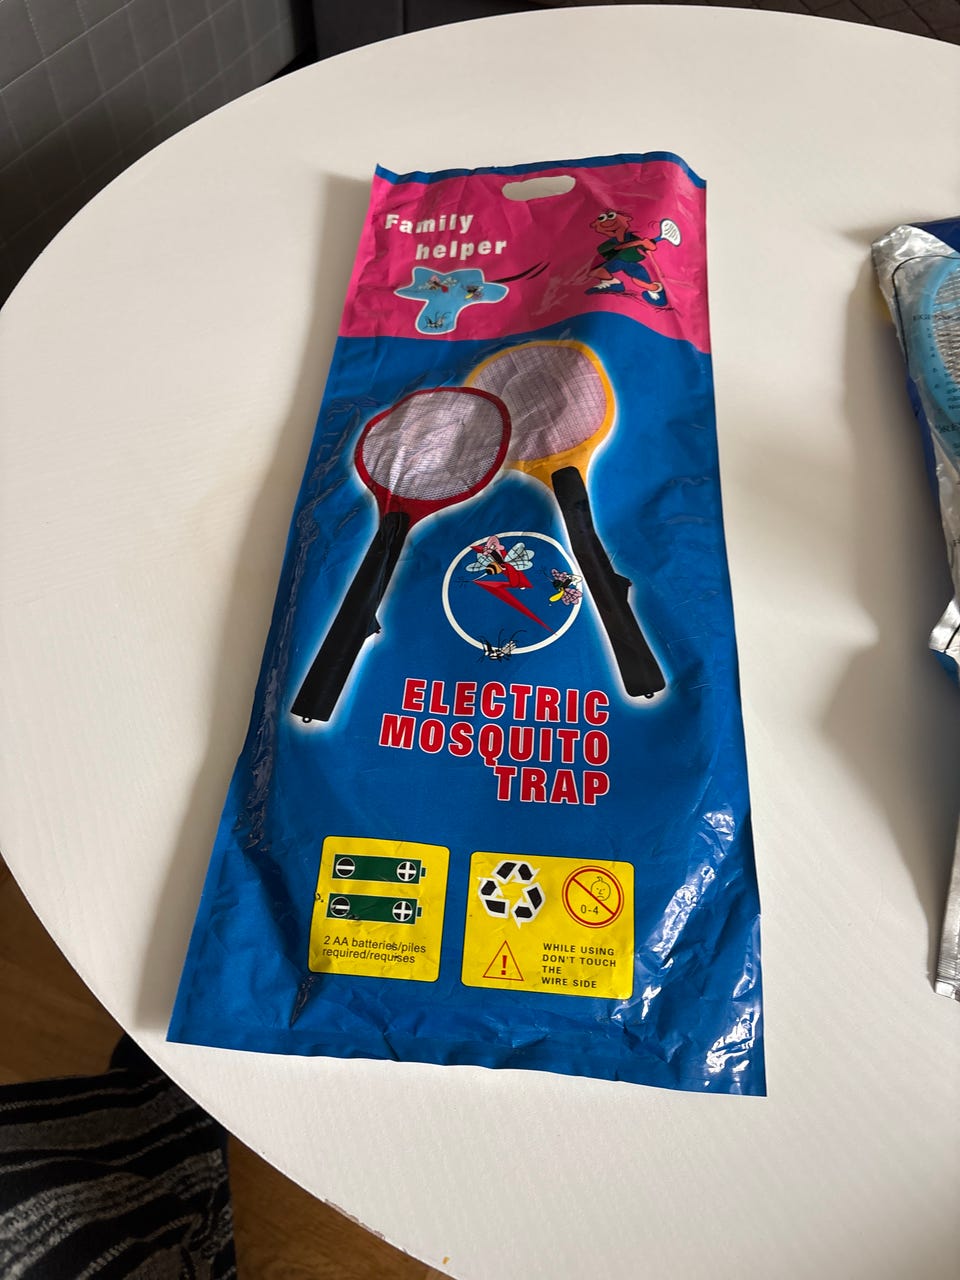 Family
helper
ELECTRIC
MOSQUITO
TRAP
2 AA batteries/piles
required/requises
0-4
WHILE USING
DON'T TOUCH
THE
WIRE SIDE